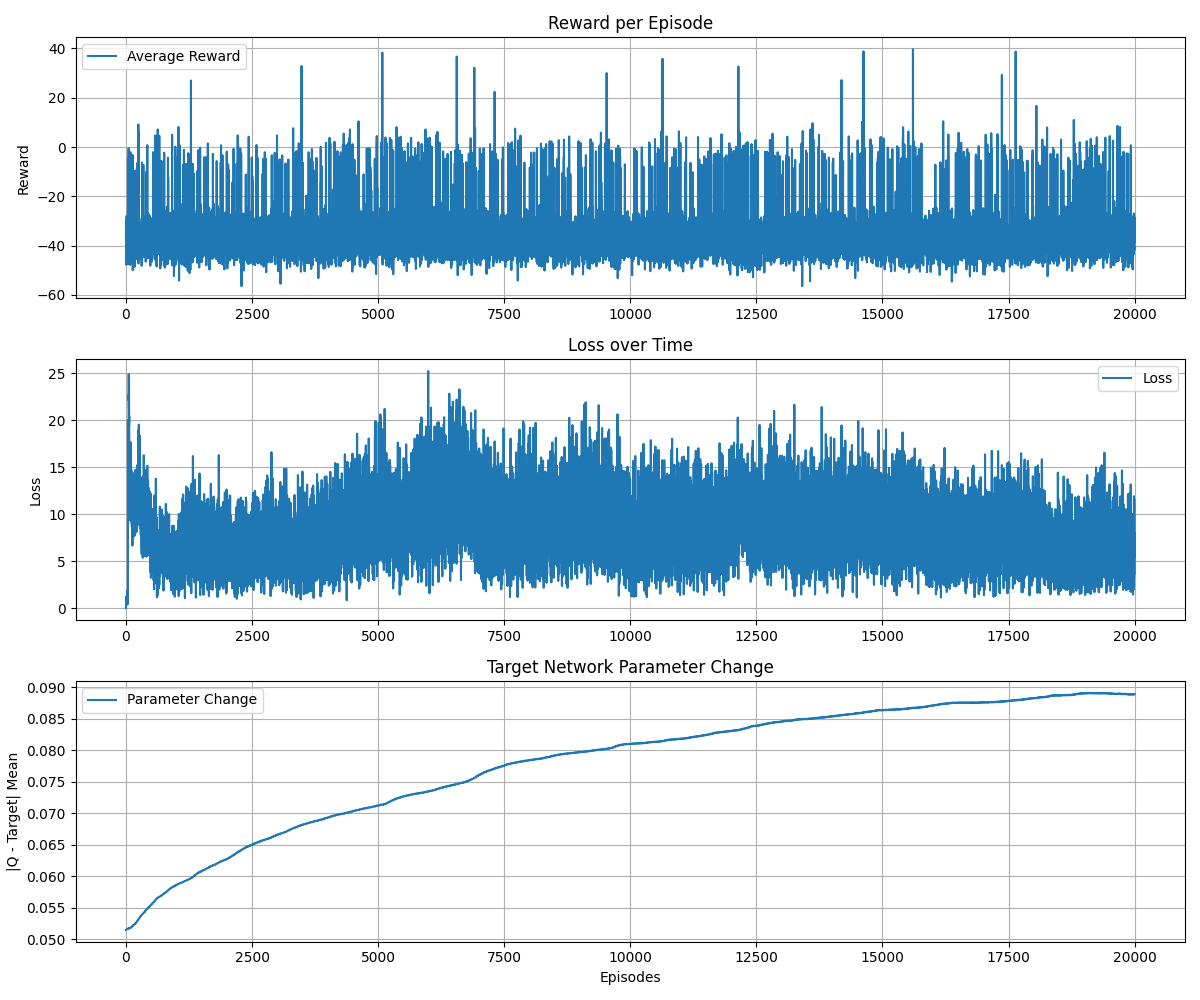 Reward per Episode
Average Reward
Reward
40
20
0
−20
−40
−60
0 2500 5000 7500 10000 12500 15000 17500 20000
Loss over Time
Loss
Loss
25
20
15
10
5
0
0 2500 5000 7500 10000 12500 15000 17500 20000
Target Network Parameter Change
Parameter Change
|Q - Target| Mean
0.090
0.085
0.080
0.075
0.070
0.065
0.060
0.055
0.050
0 2500 5000 7500 10000 12500 15000 17500 20000
Episodes